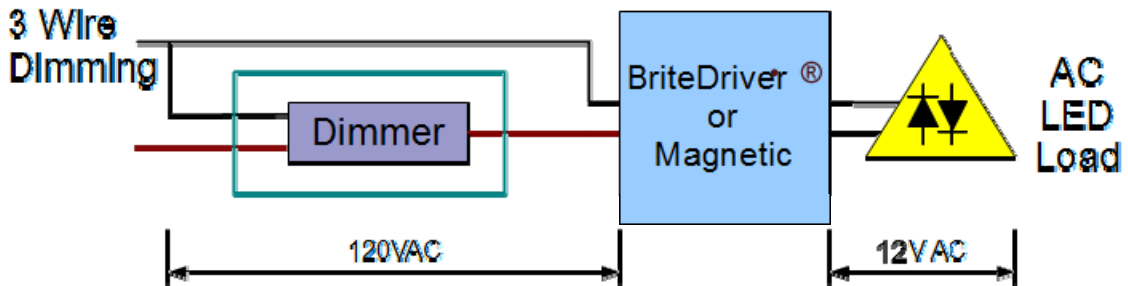 3 Wire
Dimming
Dimmer
BriteDriver ®
or
Magnetic
AC
LED
Load
120VAC
12V AC